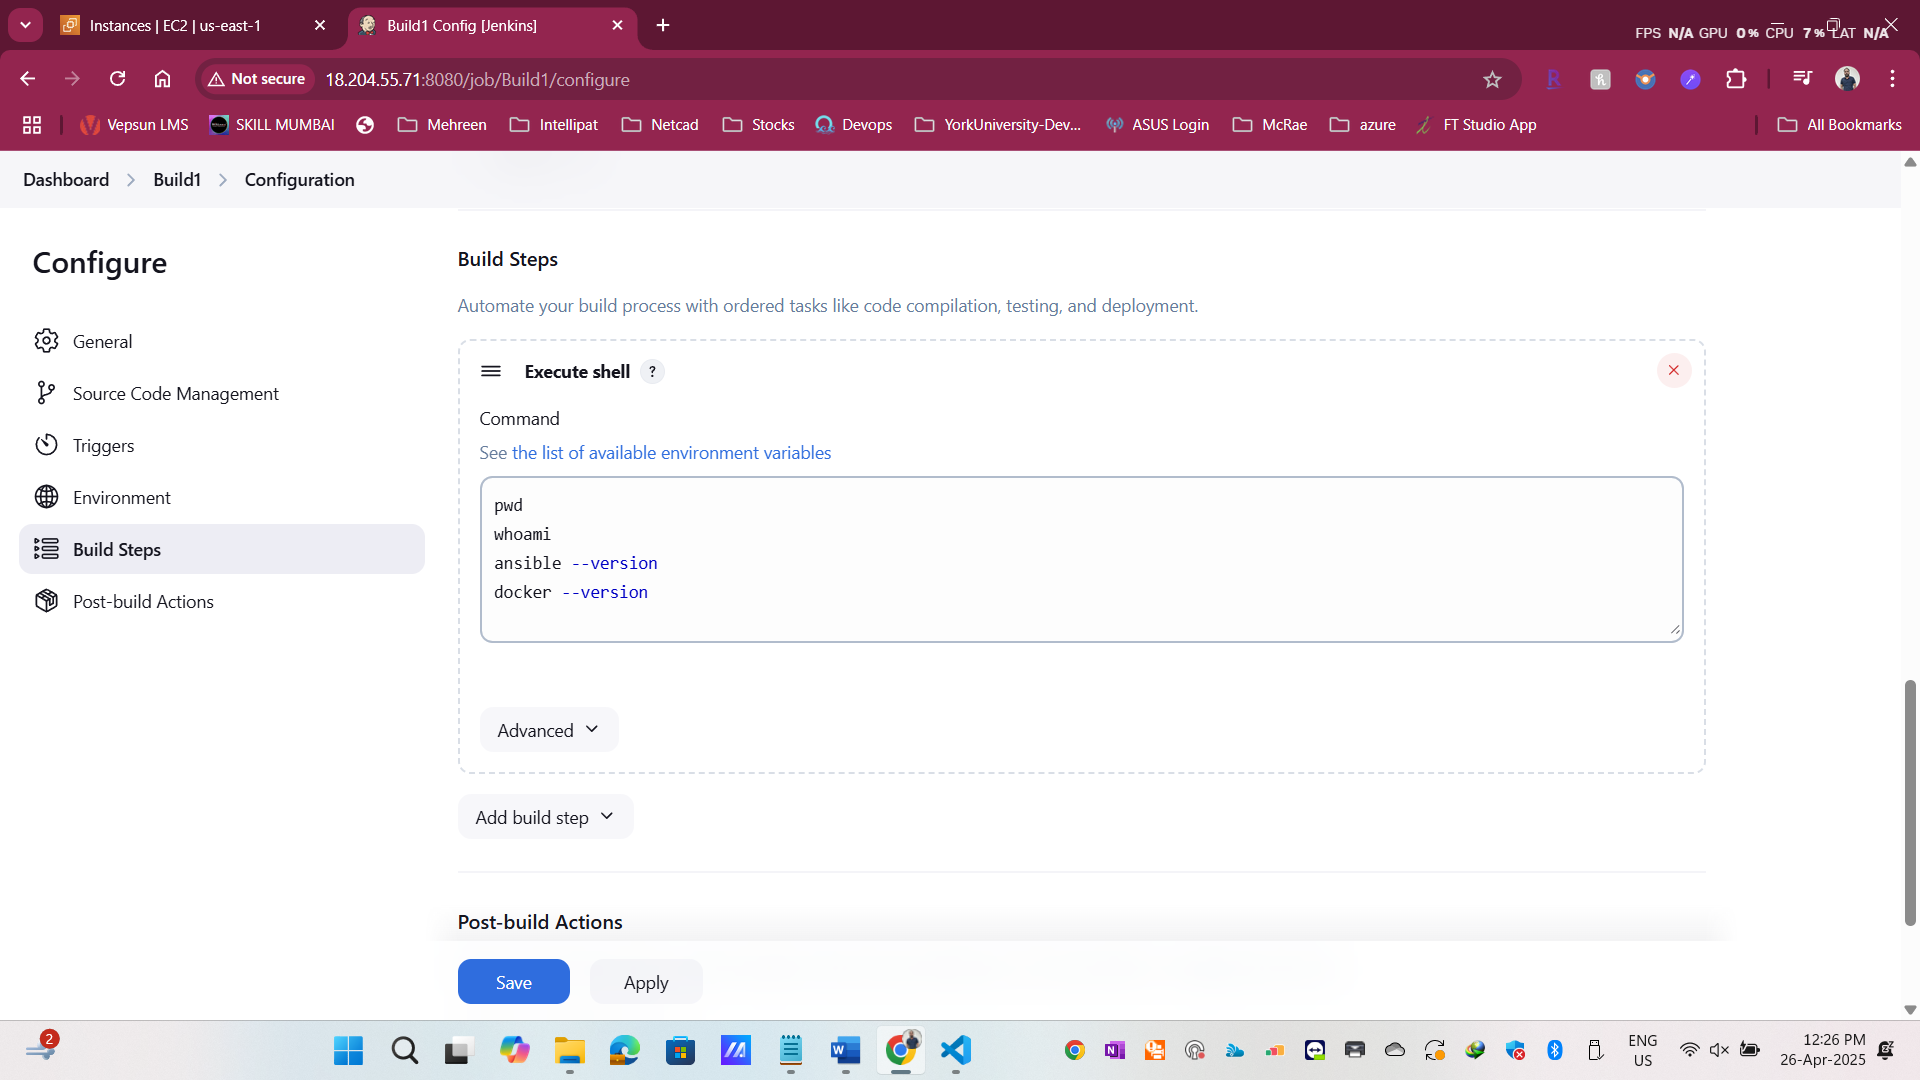 Instances | EC2 | us-east-1
Build1 Config [Jenkins]
FPS N/A GPU 0% CPU 7% LAT N/A
Not secure
18.204.55.71:8080/job/Build1/configure
Vepsun LMS
SKILL MUMBAI
Mehreen
Intellipat
Netcad
Stocks
Devops
YorkUniversity-Dev...
ASUS Login
McRae
azure
FT Studio App
All Bookmarks
Dashboard
Build1
Configuration
Configure
General
Source Code Management
Triggers
Environment
Build Steps
Post-build Actions
Build Steps
Automate your build process with ordered tasks like code compilation, testing, and deployment.
Execute shell ?
Command
See the list of available environment variables
pwd
whoami
ansible --version
docker --version
Advanced
Add build step
Post-build Actions
Save
Apply
2
ENG
US
12:26 PM
26-Apr-2025